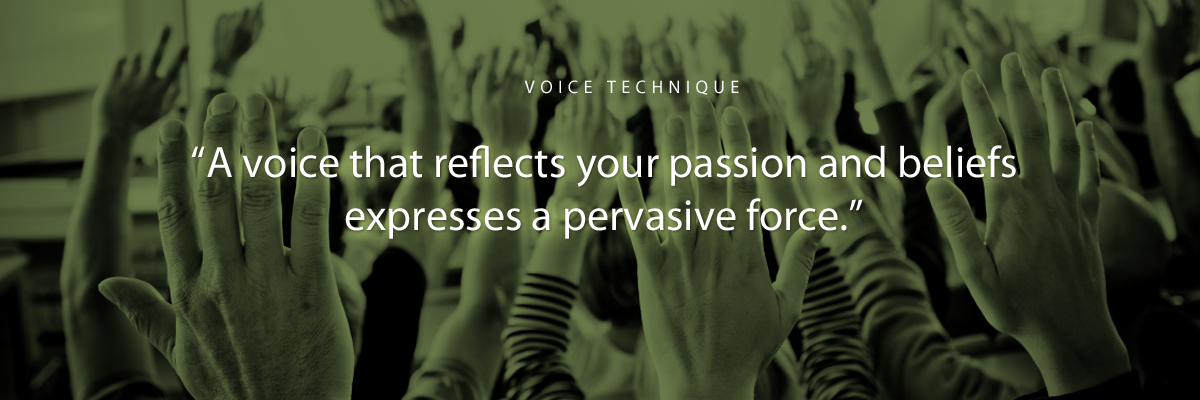 VOICE TECHNIQUE
“A voice that reflects your passion and beliefs
expresses a pervasive force.”